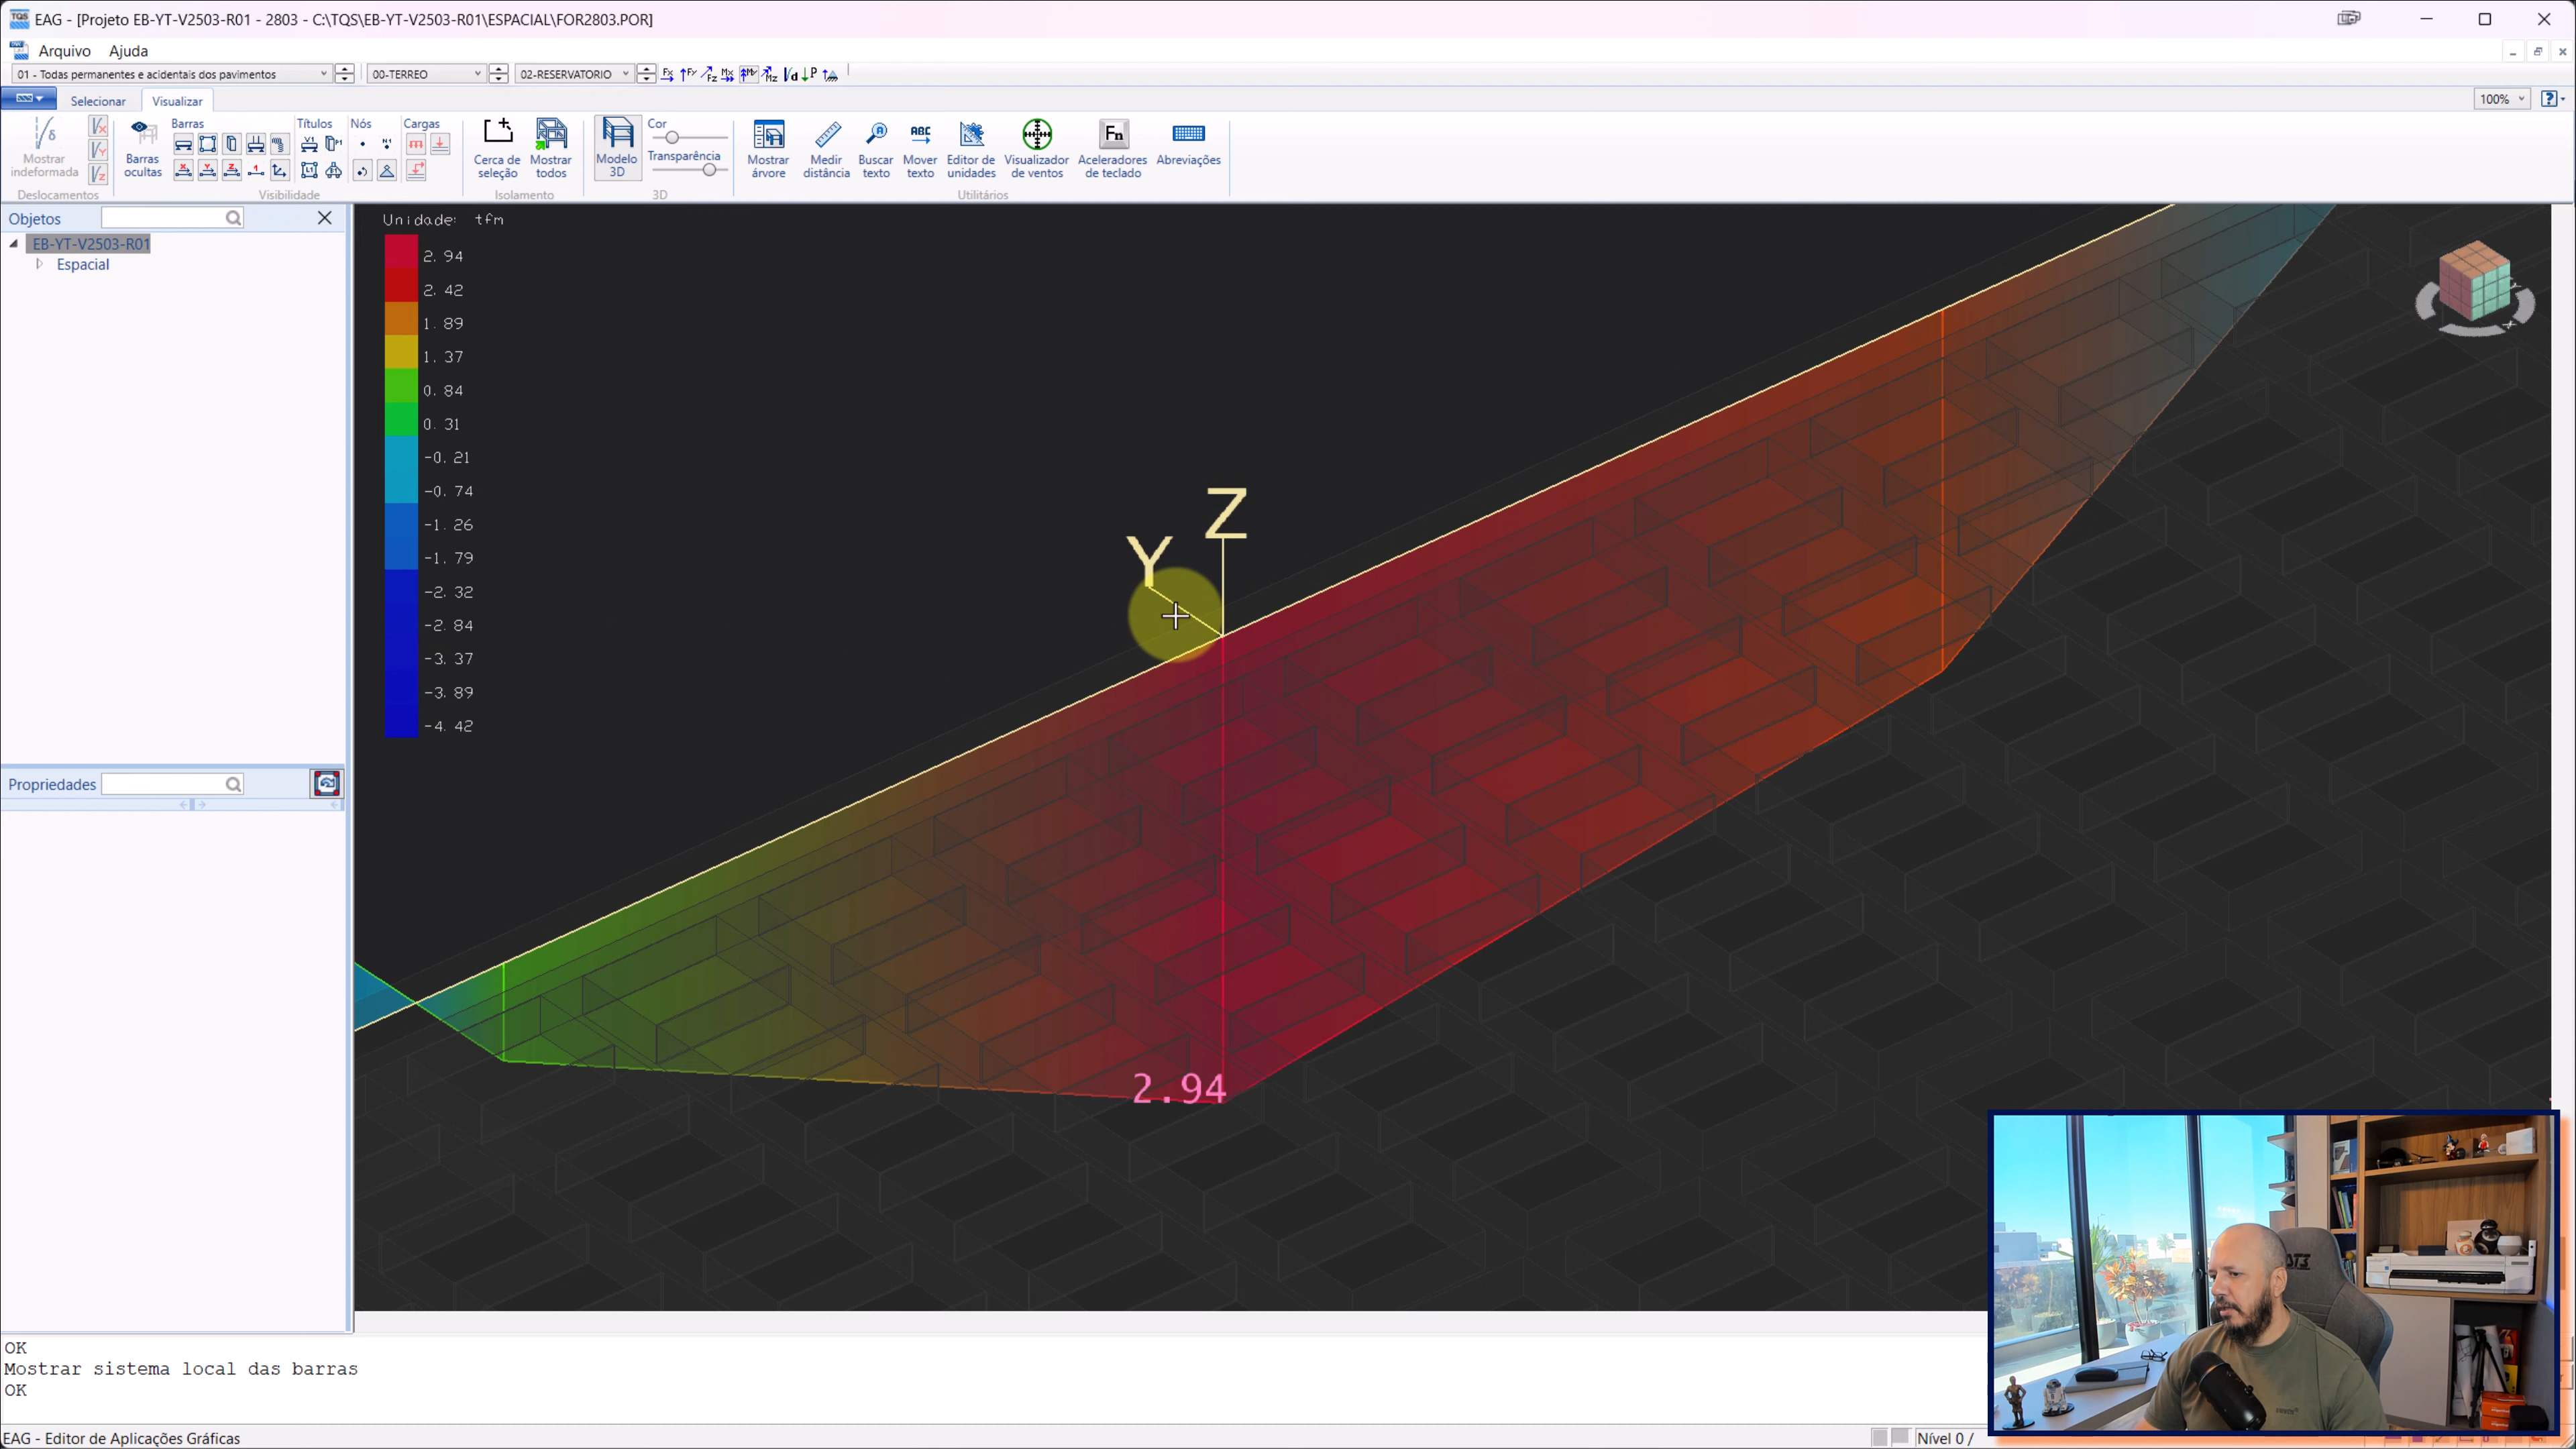 EAG - [Projeto EB-YT-V2503-R01 - 2803 - C:\TQS\EB-YT-V2503-R01\ESPACIAL\FOR2803.POR]
Arquivo Ajuda
01 - Todas permanentes e acidentais dos pavimentos 00-TERREO 02-RESERVATORIO Fx Fy Fz Mx My Mz
Selecionar Visualizar 100%
Mostrar indeformada
Deslocamentos
Barras ocultas
Barras Títulos Nós Cargas
Visibilidade
Cerca de seleção
Mostrar todos
Isolamento
Modelo 3D
Cor
Transparência
3D
Mostrar árvore
Medir distância
Buscar texto
Mover texto
Editor de unidades
Visualizador de ventos
Aceleradores de teclado
Abreviações
Utilitários
Objetos
EB-YT-V2503-R01
Espacial
Propriedades
Unidade: tfm
2.94
2.42
1.89
1.37
0.84
0.31
-0.21
-0.74
-1.26
-1.79
-2.32
-2.84
-3.37
-3.89
-4.42
Z
Y
2.94
OK
Mostrar sistema local das barras
OK
EAG - Editor de Aplicações Gráficas
Nível 0 /